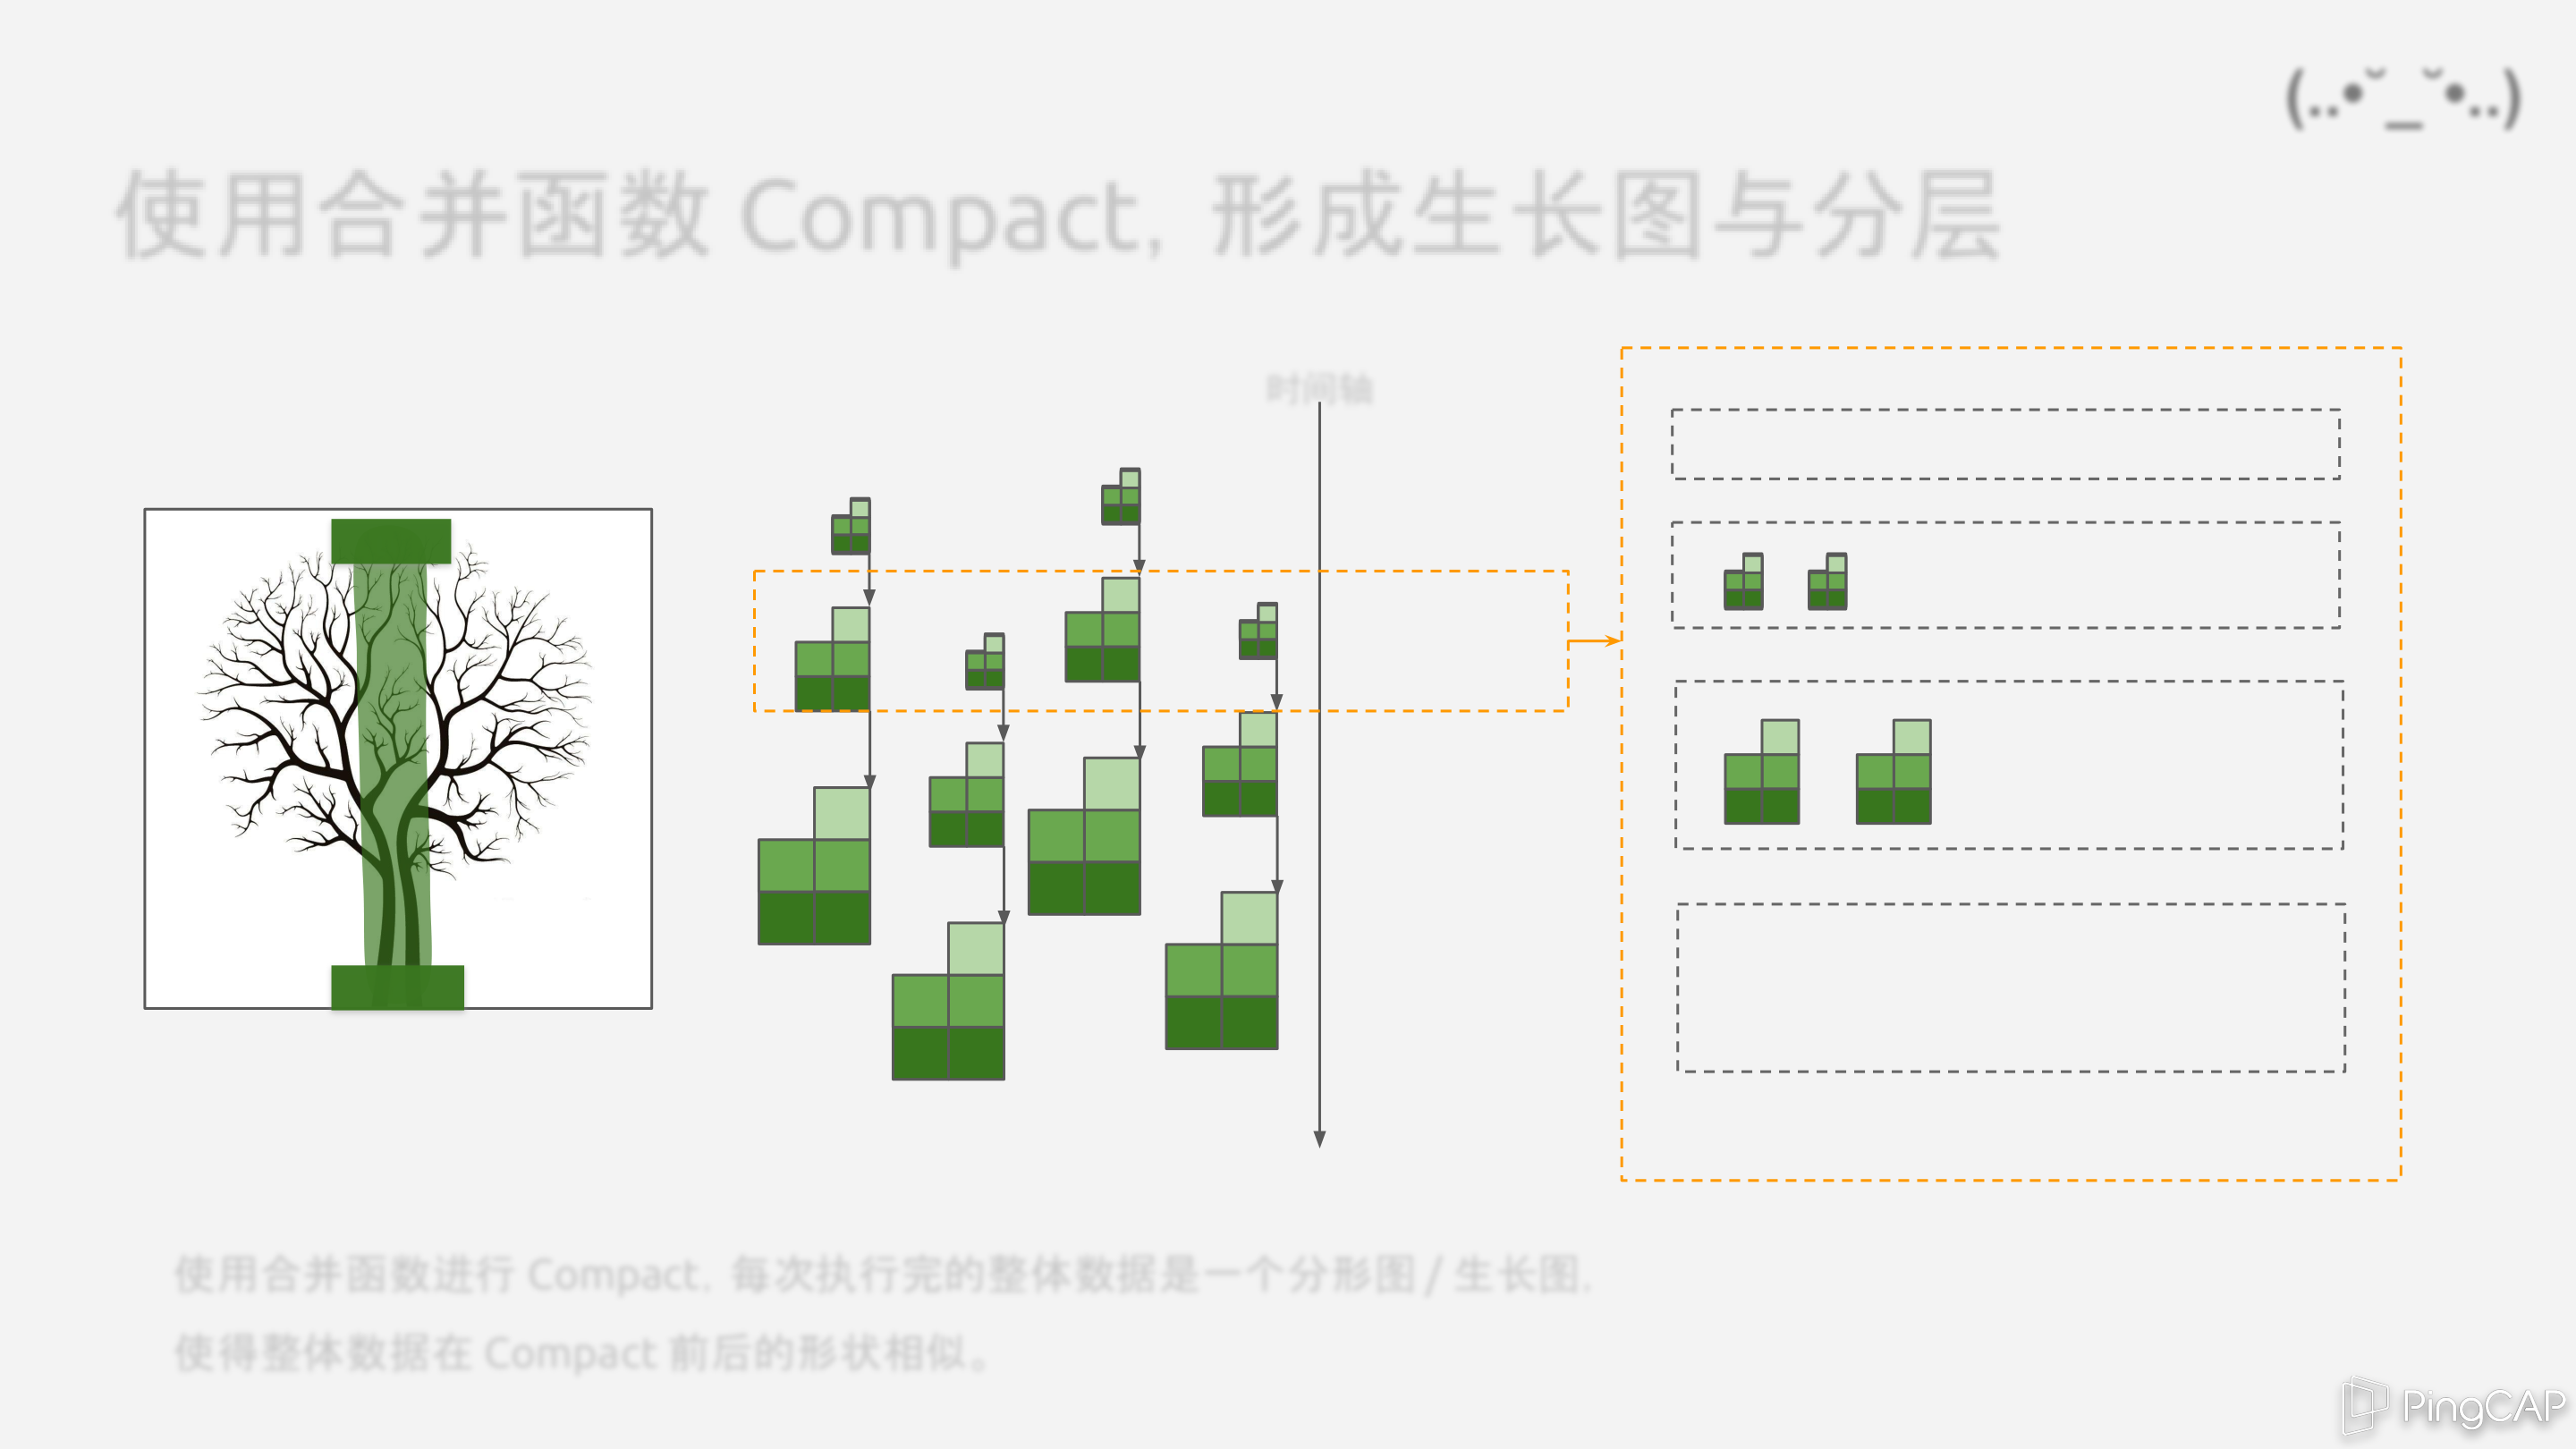 (..•˘_˘•..)
使用合并函数 Compact, 形成生长图与分层
时间轴
使用合并函数进行 Compact. 每次执行完的整体数据是一个分形图 / 生长图.
使得整体数据在 Compact 前后的形状相似。
PingCAP